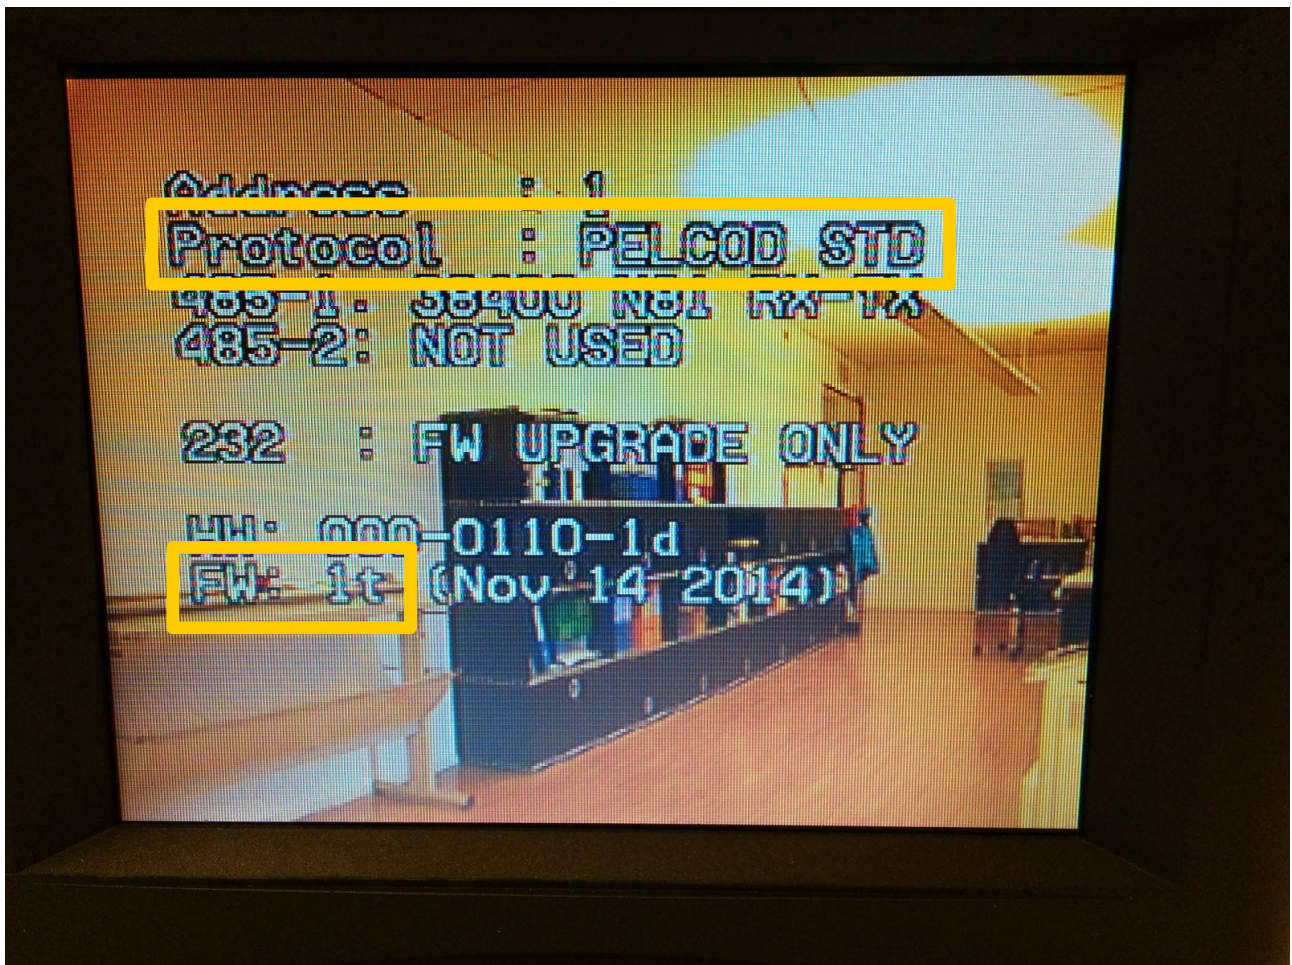 Address : 1
Protocol : PELCOD STD
485-1: 38400 N81 RX-TX
485-2: NOT USED
232 : FW UPGRADE ONLY
HW: 000-0110-1d
FW: 1t (Nov 14 2014)